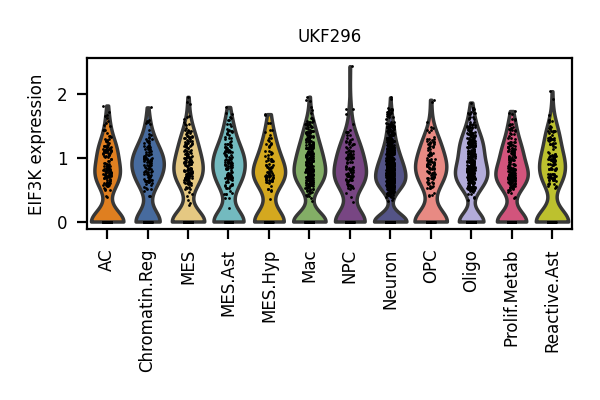 UKF296
EIF3K expression
2
1
0
AC
Chromatin.Reg
MES
MES.Ast
MES.Hyp
Mac
NPC
Neuron
OPC
Oligo
Prolif.Metab
Reactive.Ast